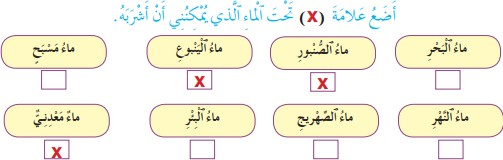 أَضَعُ عَلامَةَ (X) تَحْتَ الْماءِ الَّذي يُمْكِنُني أَنْ أَشْرَبَهُ.
ماءُ الْبَحْرِ ماءُ الصُّنْبورِ ماءُ الْيَنْبوعِ ماءُ مَسْبَحٍ
X X
ماءُ النَّهْرِ ماءُ الصِّهْريجِ ماءُ الْبِئْرِ ماءٌ مَعْدَنِيٌّ
X